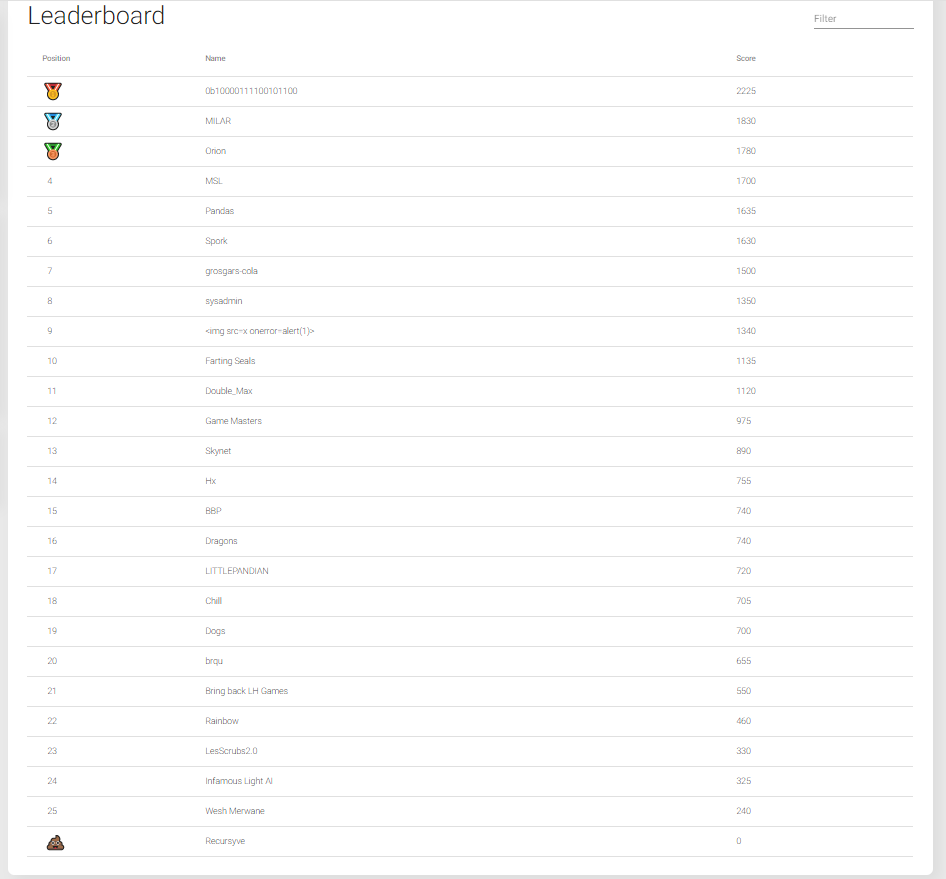 Leaderboard
Filter
Position Name Score
0b10000111100101100 2225
MILAR 1830
Orion 1780
4 MSL 1700
5 Pandas 1635
6 Spork 1630
7 grosgars-cola 1500
8 sysadmin 1350
9 <img src=x onerror=alert(1)> 1340
10 Farting Seals 1135
11 Double_Max 1120
12 Game Masters 975
13 Skynet 890
14 Hx 755
15 BBP 740
16 Dragons 740
17 LITTLEPANDIAN 720
18 Chill 705
19 Dogs 700
20 brqu 655
21 Bring back LH Games 550
22 Rainbow 460
23 LesScrubs2.0 330
24 Infamous Light AI 325
25 Wesh Merwane 240
Recursyve 0